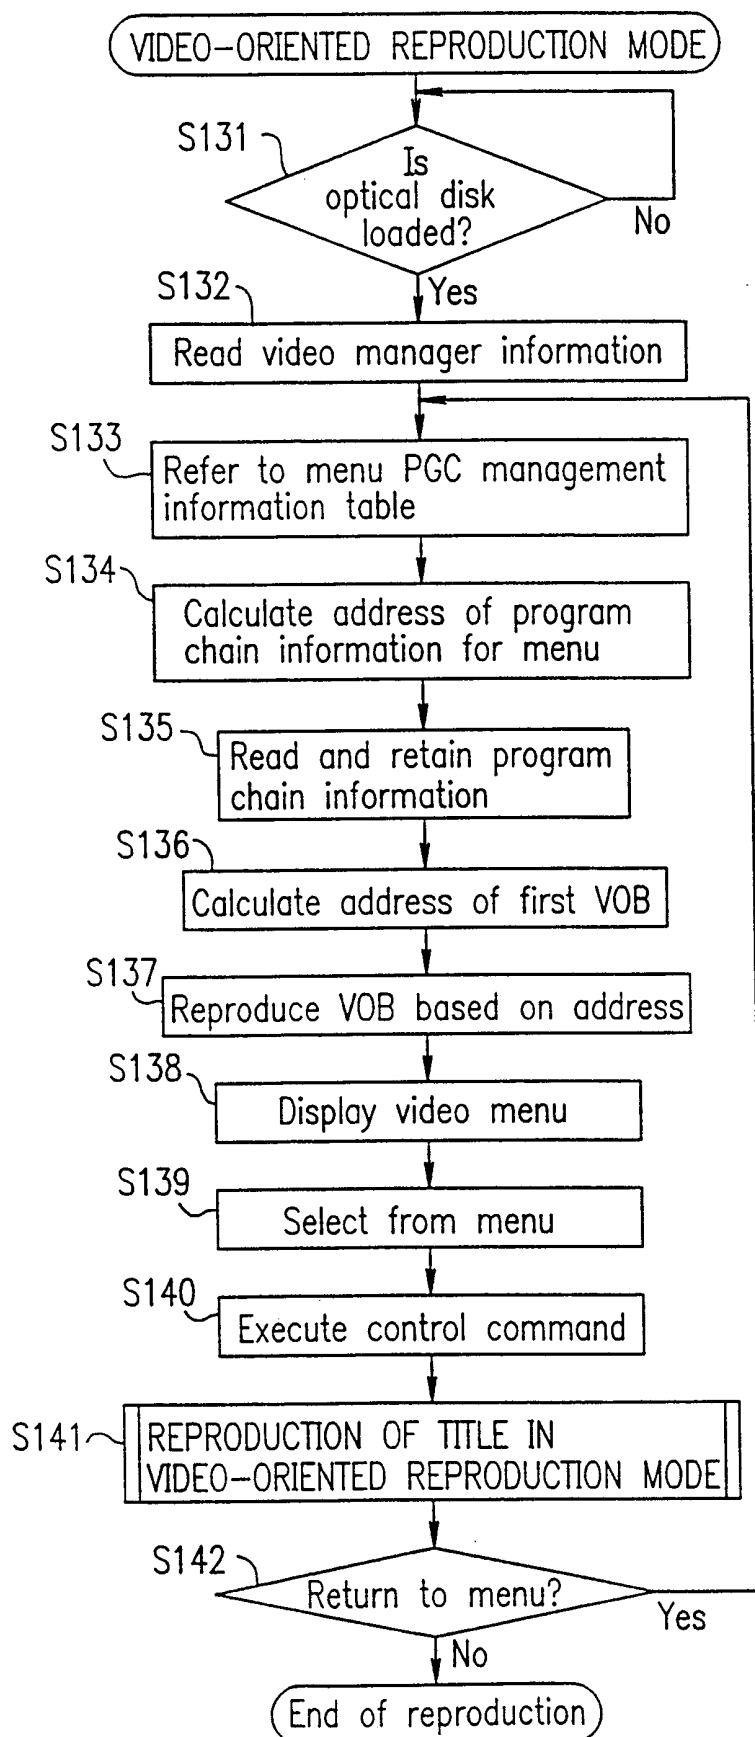 VIDEO-ORIENTED REPRODUCTION MODE
S131
Is
optical disk
loaded?
No
Yes
S132
Read video manager information
S133
Refer to menu PGC management
information table
S134
Calculate address of program
chain information for menu
S135
Read and retain program
chain information
S136
Calculate address of first VOB
S137
Reproduce VOB based on address
S138
Display video menu
S139
Select from menu
S140
Execute control command
S141
REPRODUCTION OF TITLE IN
VIDEO-ORIENTED REPRODUCTION MODE
S142
Return to menu?
Yes
No
End of reproduction